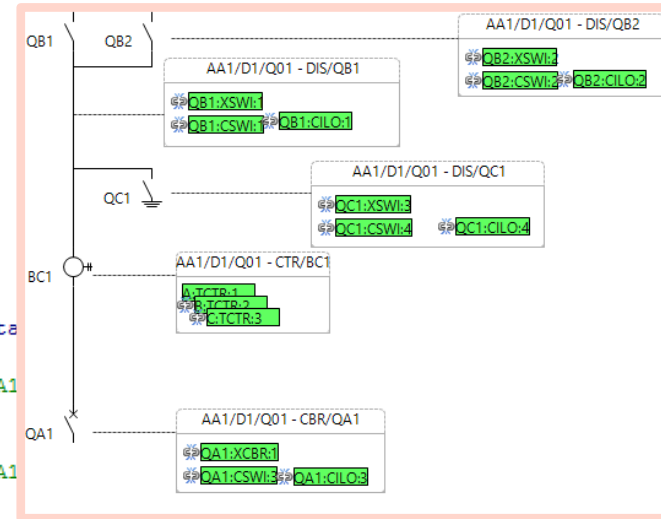 AA1/D1/Q01 - DIS/QB2
QB1
QB2
QB2:XSWI:2
QB2:CSWI:2
QB2:CILO:2
AA1/D1/Q01 - DIS/QB1
QB1:XSWI:1
QB1:CSWI:1
QB1:CILO:1
AA1/D1/Q01 - DIS/QC1
QC1
QC1:XSWI:3
QC1:CSWI:4
QC1:CILO:4
AA1/D1/Q01 - CTR/BC1
BC1
A:TCTR:1
B:TCTR:2
C:TCTR:3
ca
A1
AA1/D1/Q01 - CBR/QA1
QA1
QA1:XCBR:1
QA1:CSWI:3
QA1:CILO:3
A1